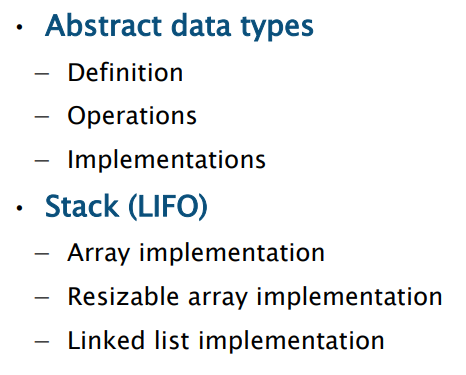 • Abstract data types
– Definition
– Operations
– Implementations
• Stack (LIFO)
– Array implementation
– Resizable array implementation
– Linked list implementation